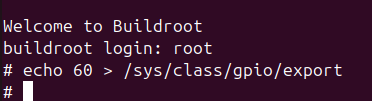 Welcome to Buildroot
buildroot login: root
# echo 60 > /sys/class/gpio/export
#